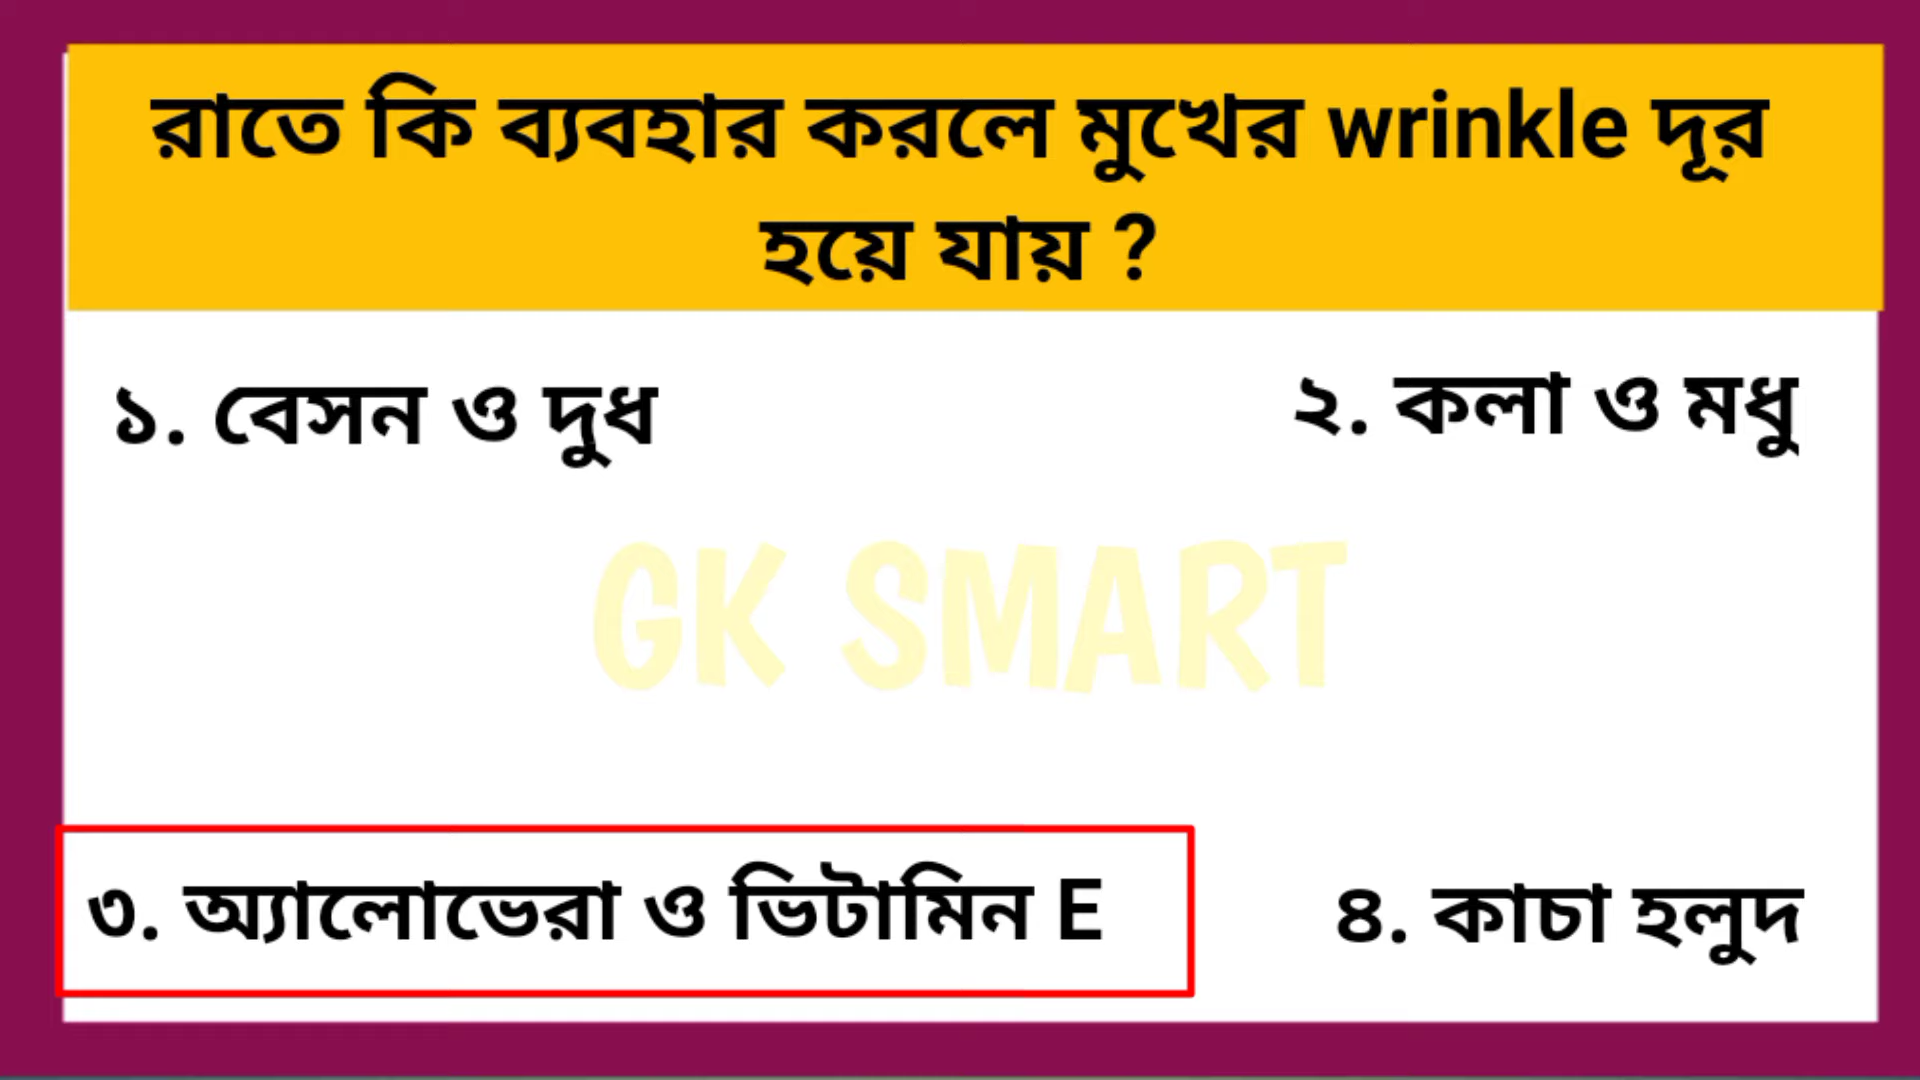 রাতে কি ব্যবহার করলে মুখের wrinkle দূর
হয়ে যায় ?
১. বেসন ও দুধ
২. কলা ও মধু
GK SMART
৩. অ্যালোভেরা ও ভিটামিন E
৪. কাচা হলুদ